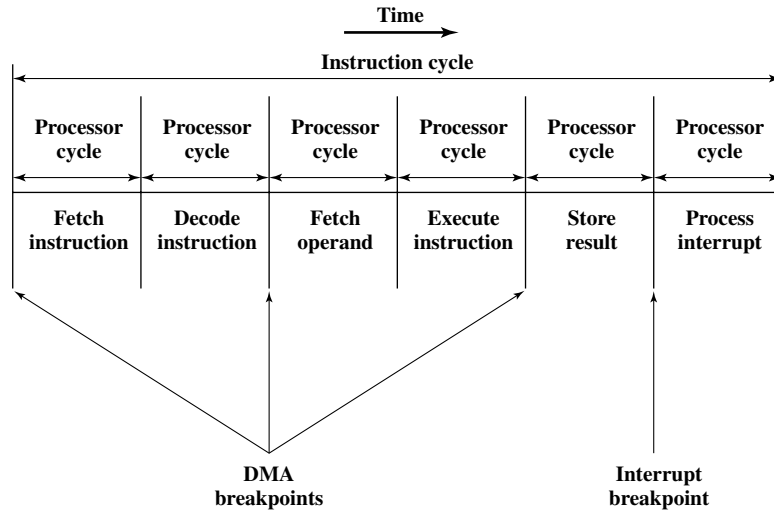 Time
Instruction cycle
Processor cycle
Processor cycle
Processor cycle
Processor cycle
Processor cycle
Processor cycle
Fetch instruction
Decode instruction
Fetch operand
Execute instruction
Store result
Process interrupt
DMA breakpoints
Interrupt breakpoint